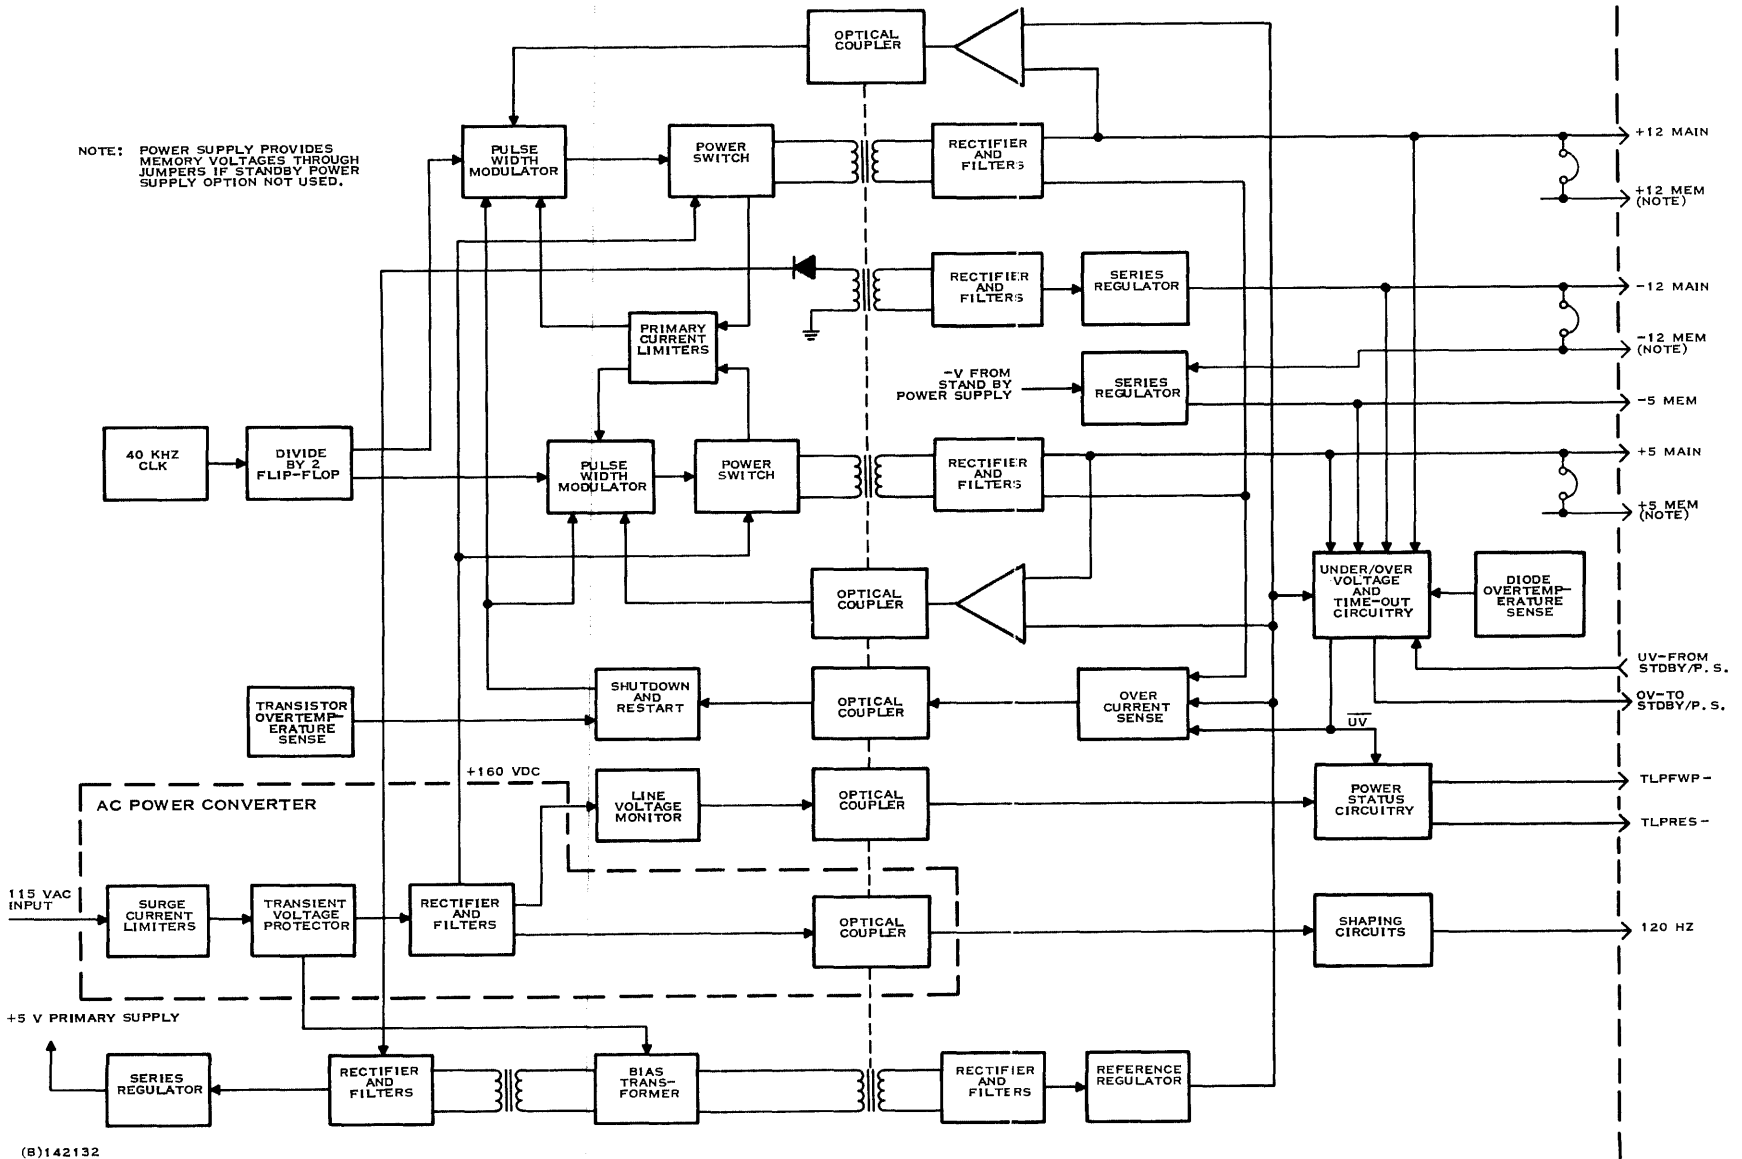 OPTICAL
COUPLER
NOTE: POWER SUPPLY PROVIDES
MEMORY VOLTAGES THROUGH
JUMPERS IF STANDBY POWER
SUPPLY OPTION NOT USED.
PULSE
WIDTH
MODULATOR
POWER
SWITCH
RECTIFIER
AND
FILTERS
+12 MAIN
+12 MEM
(NOTE)
RECTIFIER
AND
FILTERS
SERIES
REGULATOR
-12 MAIN
PRIMARY
CURRENT
LIMITERS
-12 MEM
(NOTE)
-V FROM
STAND BY
POWER SUPPLY
SERIES
REGULATOR
-5 MEM
40 KHZ
CLK
DIVIDE
BY 2
FLIP-FLOP
PULSE
WIDTH
MODULATOR
POWER
SWITCH
RECTIFIER
AND
FILTERS
+5 MAIN
+5 MEM
(NOTE)
OPTICAL
COUPLER
UNDER/OVER
VOLTAGE
AND
TIME-OUT
CIRCUITRY
DIODE
OVERTEMP-
ERATURE
SENSE
UV-FROM
STDBY/P.S.
TRANSISTOR
OVERTEMP-
ERATURE
SENSE
SHUTDOWN
AND
RESTART
OPTICAL
COUPLER
OVER
CURRENT
SENSE
UV
OV-TO
STDBY/P.S.
+160 VDC
AC POWER CONVERTER
LINE
VOLTAGE
MONITOR
OPTICAL
COUPLER
POWER
STATUS
CIRCUITRY
TLPFWP-
TLPRES-
115 VAC
INPUT
SURGE
CURRENT
LIMITERS
TRANSIENT
VOLTAGE
PROTECTOR
RECTIFIER
AND
FILTERS
OPTICAL
COUPLER
SHAPING
CIRCUITS
120 HZ
+5 V PRIMARY SUPPLY
SERIES
REGULATOR
RECTIFIER
AND
FILTERS
BIAS
TRANS-
FORMER
RECTIFIER
AND
FILTERS
REFERENCE
REGULATOR
(B)142132